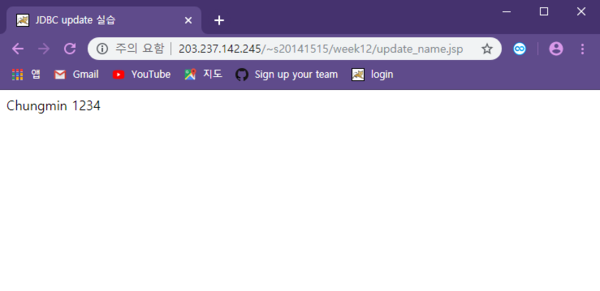 JDBC update 실습
주의 요함 | 203.237.142.245/~s20141515/week12/update_name.jsp
앱 Gmail YouTube 지도 Sign up your team login
Chungmin 1234